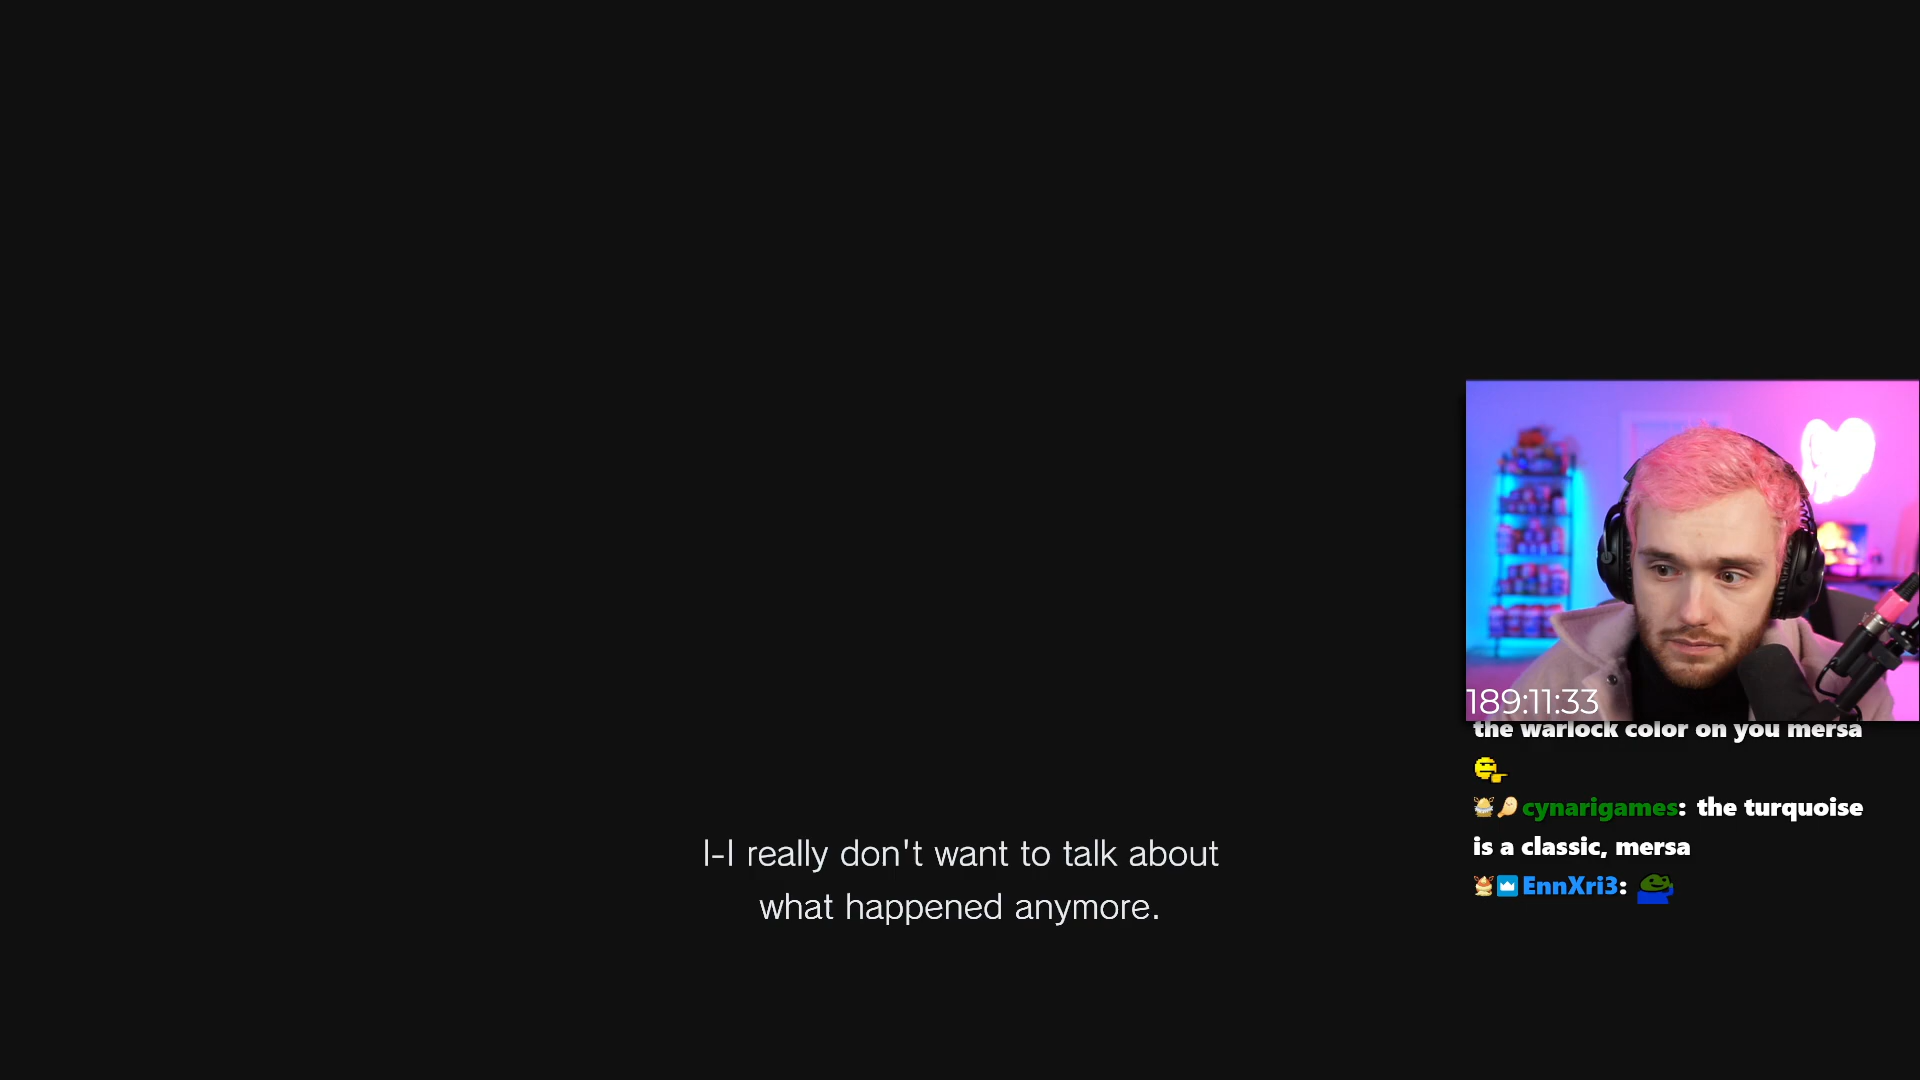 189:11:33
the warlock color on you mersa
cynarigames: the turquoise
is a classic, mersa
EnnXri3:
I-I really don't want to talk about
what happened anymore.